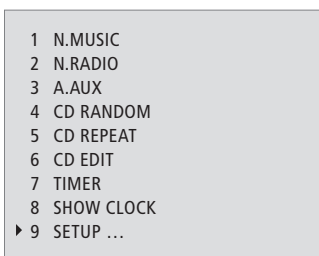 1 N.MUSIC
2 N.RADIO
3 A.AUX
4 CD RANDOM
5 CD REPEAT
6 CD EDIT
7 TIMER
8 SHOW CLOCK
9 SETUP …